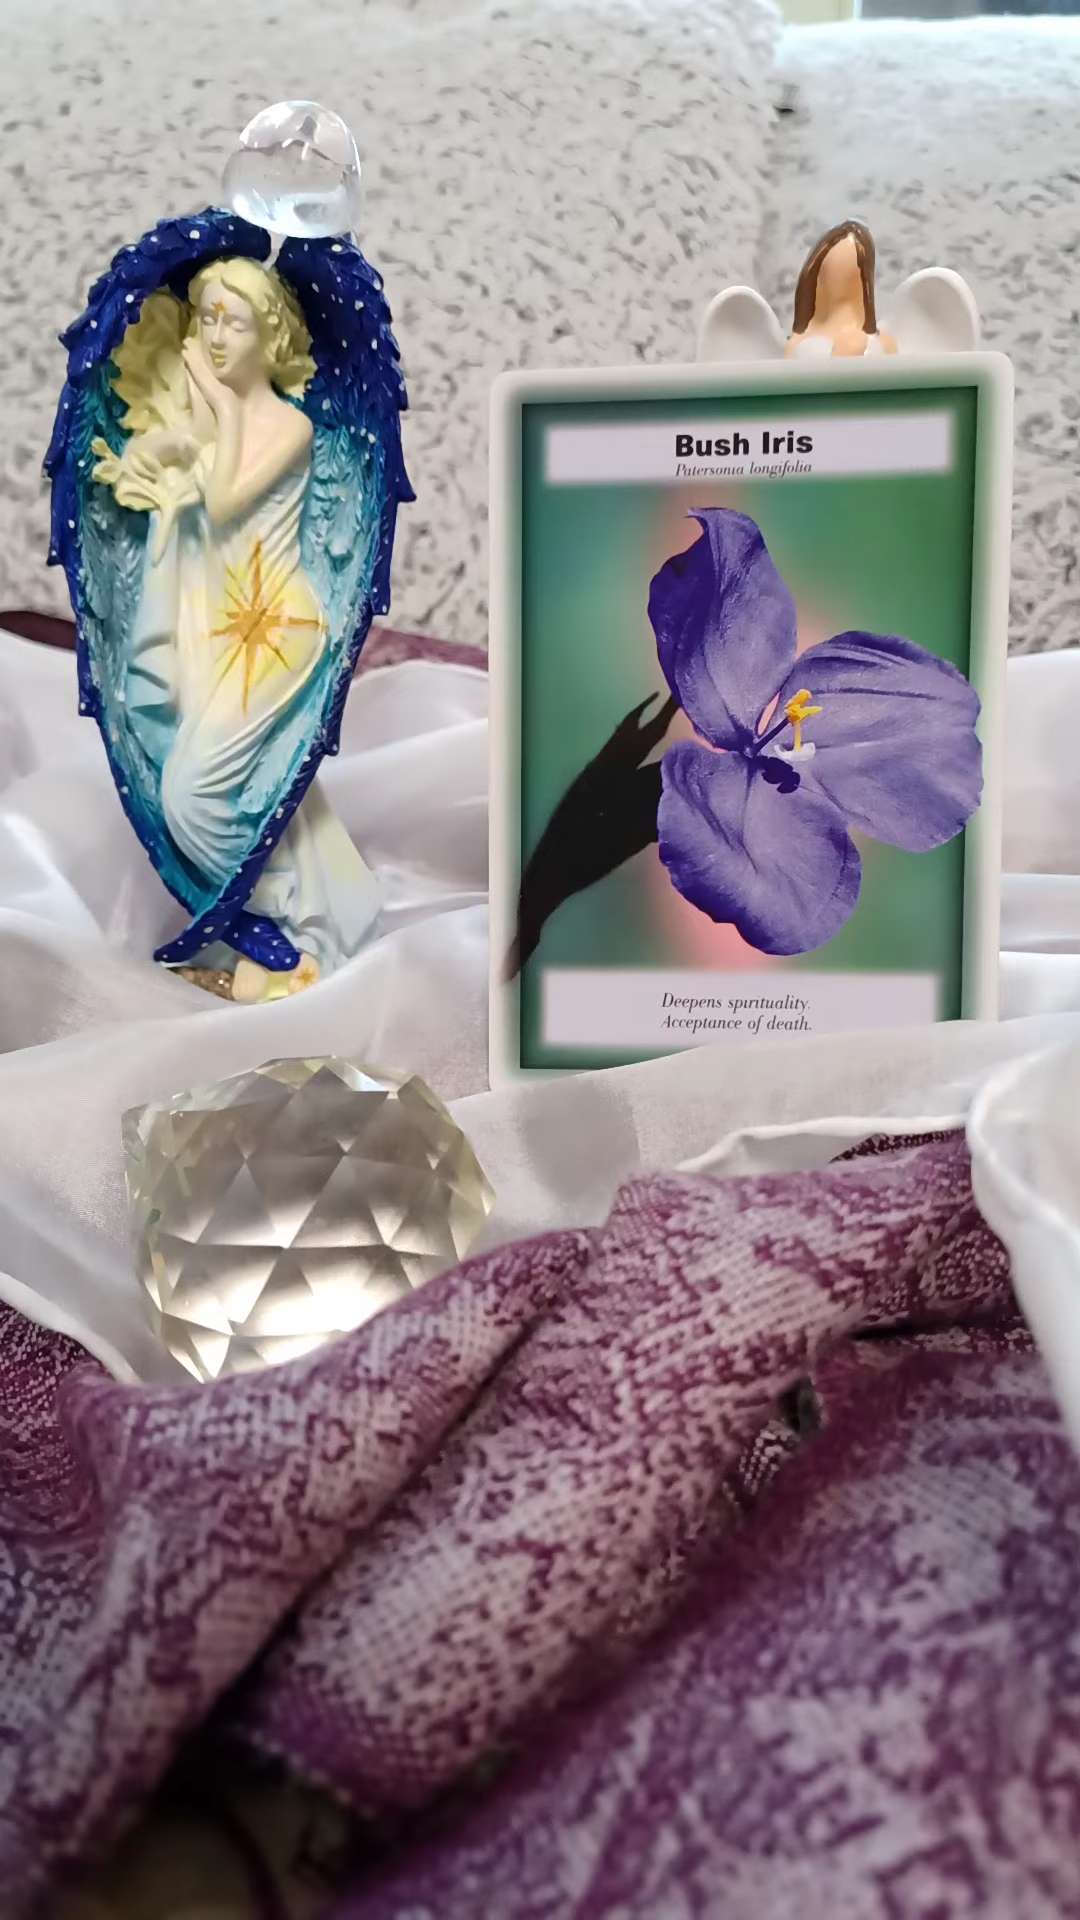 Bush Iris
Patersonia longifolia
Deepens spirituality.
Acceptance of death.